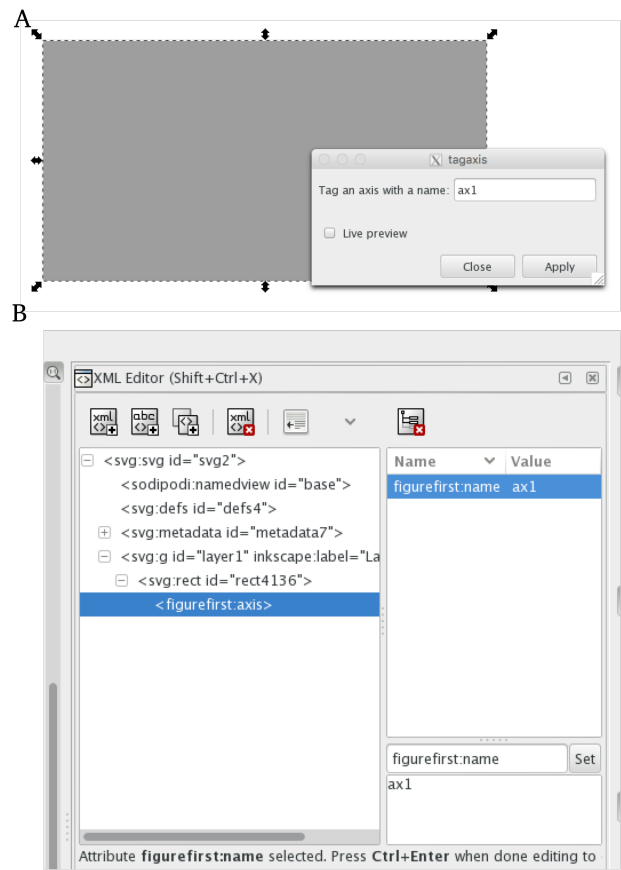 A
tagaxis
Tag an axis with a name: ax1
Live preview
Close Apply
B
XML Editor (Shift+Ctrl+X)
xml abc xml
Name Value
<svg:svg id="svg2">
figurefirst:name ax1
<sodipodi:namedview id="base">
<svg:defs id="defs4">
<svg:metadata id="metadata7">
<svg:g id="layer1" inkscape:label="La
<svg:rect id="rect4136">
<figurefirst:axis>
figurefirst:name Set
ax1
Attribute figurefirst:name selected. Press Ctrl+Enter when done editing to